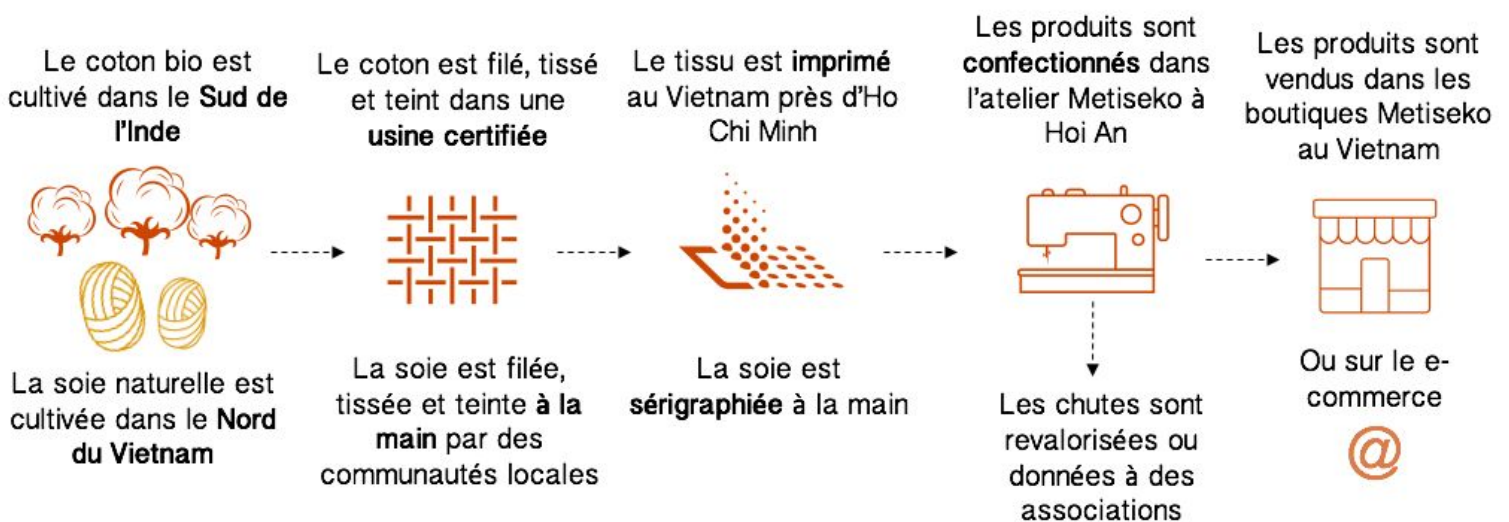 Le coton bio est
cultivé dans le Sud de
l'Inde
La soie naturelle est
cultivée dans le Nord
du Vietnam
Le coton est filé, tissé
et teint dans une
usine certifiée
La soie est filée,
tissée et teinte à la
main par des
communautés locales
Le tissu est imprimé
au Vietnam près d'Ho
Chi Minh
La soie est
sérigraphiée à la main
Les produits sont
confectionnés dans
l'atelier Metiseko à
Hoi An
Les chutes sont
revalorisées ou
données à des
associations
Les produits sont
vendus dans les
boutiques Metiseko
au Vietnam
Ou sur le e-
commerce
@